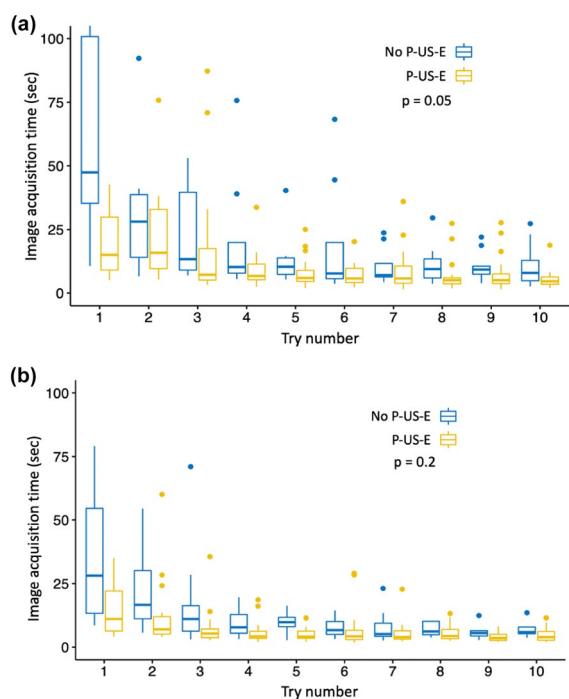 (a)
Image acquisition time (sec)
100
75
50
25
0
No P-US-E
P-US-E
p = 0.05
1 2 3 4 5 6 7 8 9 10
Try number
(b)
Image acquisition time (sec)
100
75
50
25
0
No P-US-E
P-US-E
p = 0.2
1 2 3 4 5 6 7 8 9 10
Try number